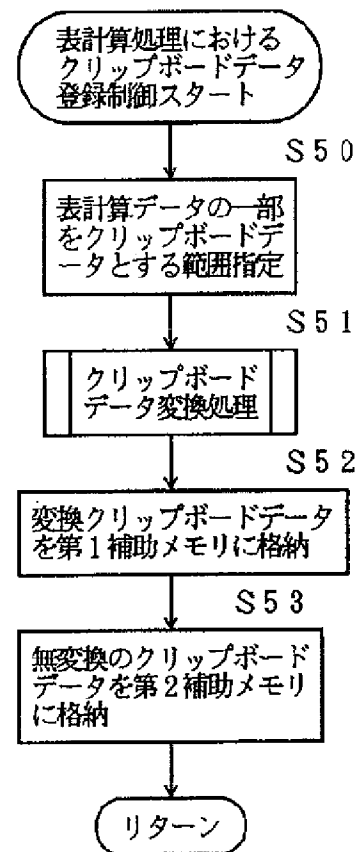 表計算処理における
クリップボードデータ
登録制御スタート
S50
表計算データの一部
をクリップボードデ
ータとする範囲指定
S51
クリップボード
データ変換処理
S52
変換クリップボードデータ
を第1補助メモリに格納
S53
無変換のクリップボード
データを第2補助メモリ
に格納
リターン